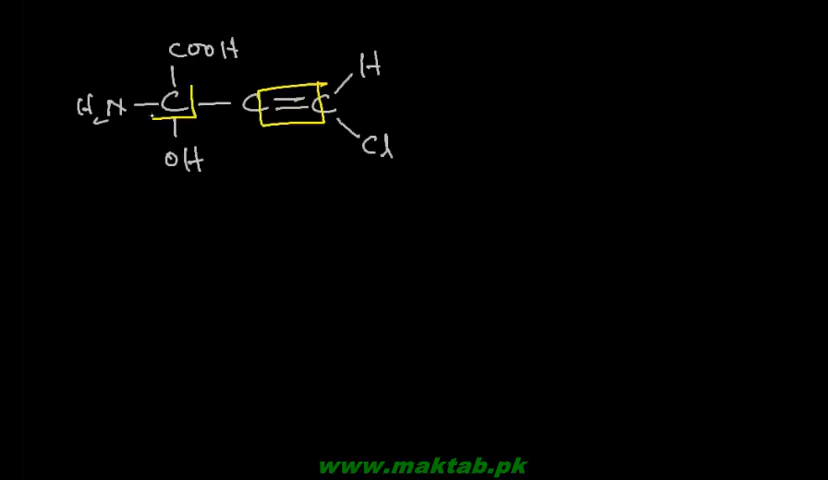 COOH
H₂N — C — C = C
H
Cl
OH
www.maktab.pk